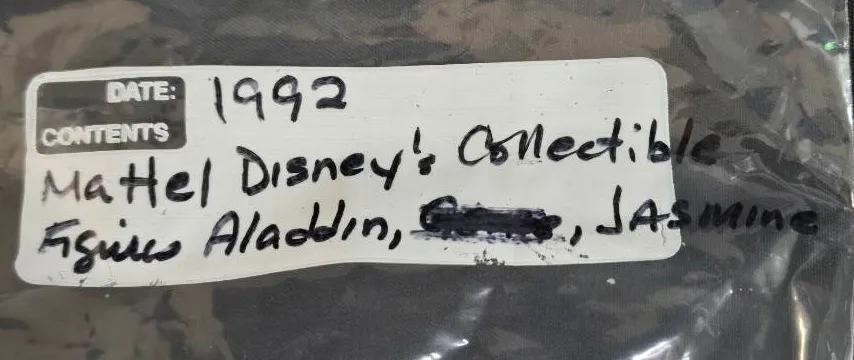 DATE: 1992
CONTENTS
Mattel Disney's Collectible
Figures Aladdin, , JASMINE